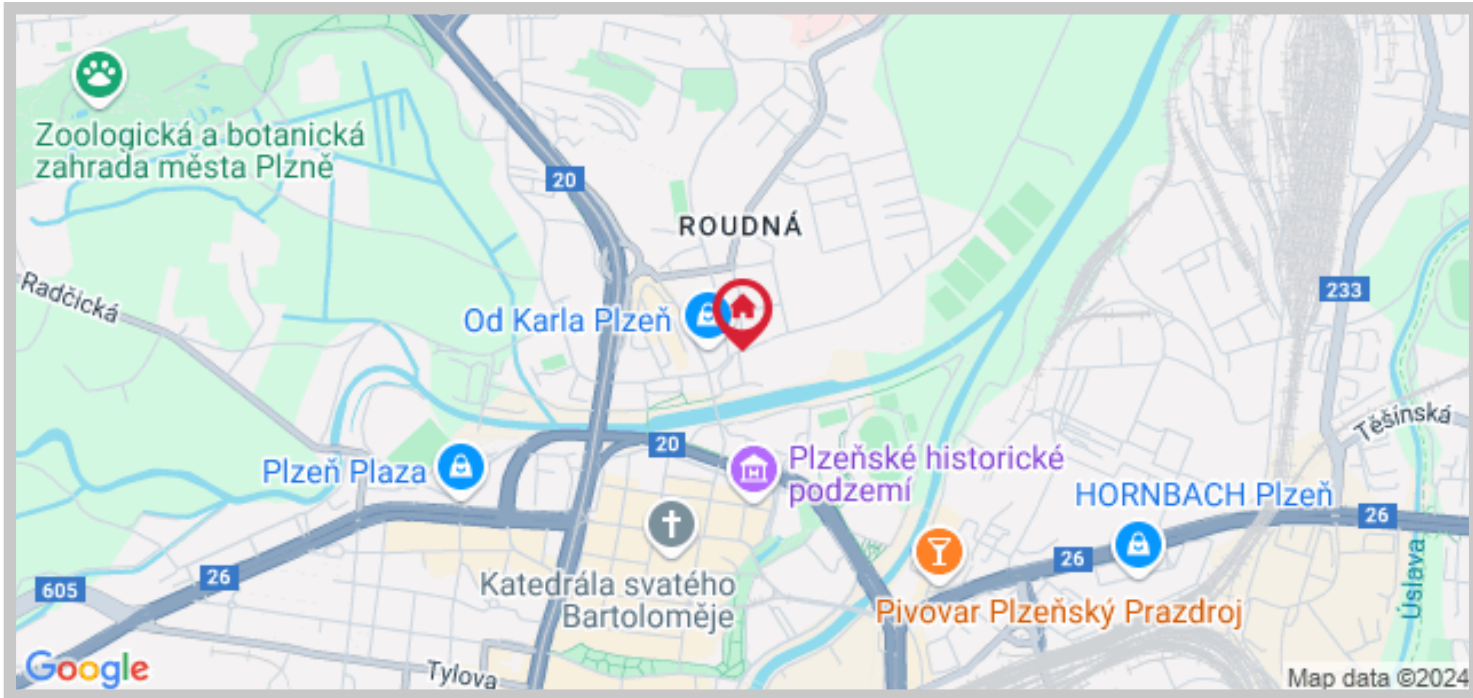 Zoologická a botanická
zahrada města Plzně
20
ROUDNÁ
Radčická
233
Od Karla Plzeň
Těšínská
20
Plzeň Plaza
Plzeňské historické
podzemí
HORNBACH Plzeň
26
26
26
605
Katedrála svatého
Bartoloměje
Úslava
Pivovar Plzeňský Prazdroj
Google
Tylova
Map data ©2024